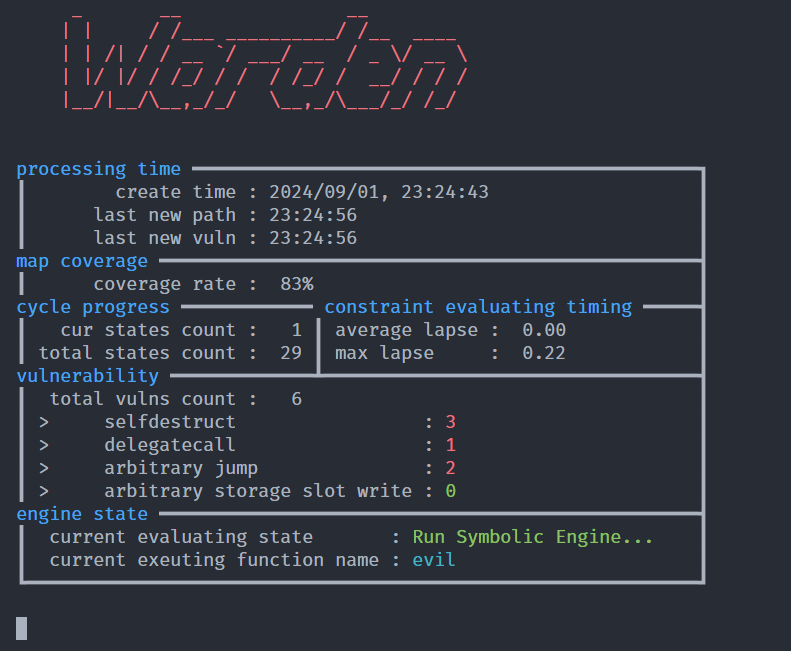 Warden
processing time
create time : 2024/09/01, 23:24:43
last new path : 23:24:56
last new vuln : 23:24:56
map coverage
coverage rate : 83%
cycle progress constraint evaluating timing
cur states count : 1 average lapse : 0.00
total states count : 29 max lapse : 0.22
vulnerability
total vulns count : 6
> selfdestruct : 3
> delegatecall : 1
> arbitrary jump : 2
> arbitrary storage slot write : 0
engine state
current evaluating state : Run Symbolic Engine...
current exeuting function name : evil